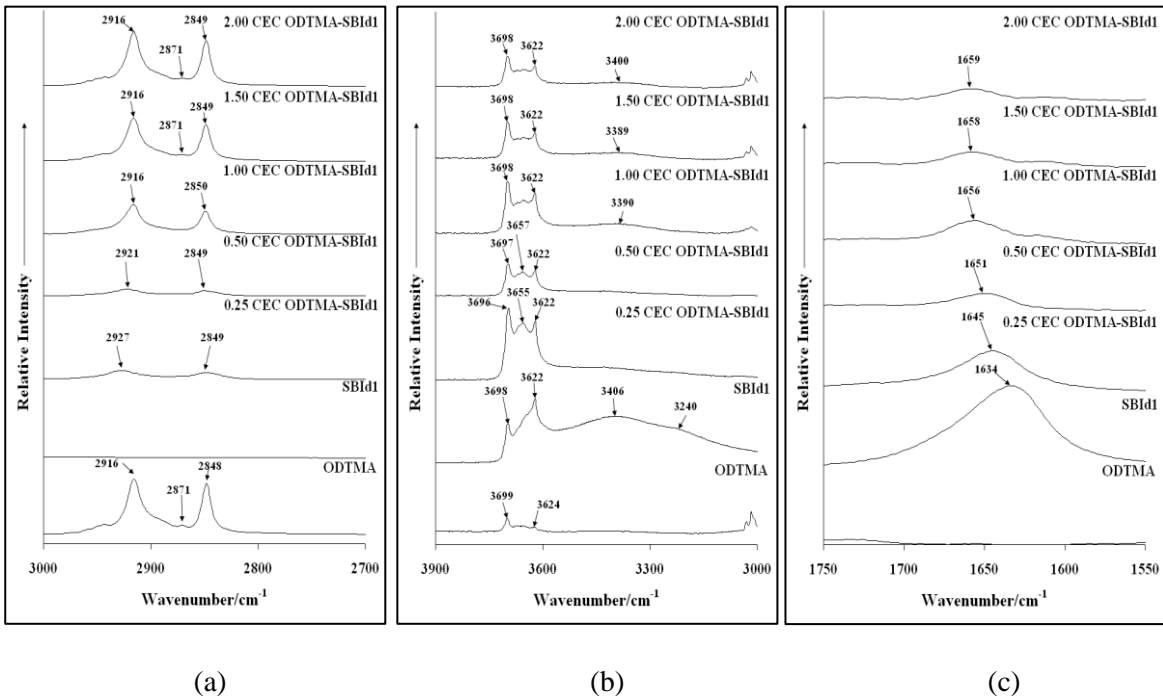 2916
2849
2.00 CEC ODTMA-SBId1
2871
2916
2849
1.50 CEC ODTMA-SBId1
2871
1.00 CEC ODTMA-SBId1
2916
2850
0.50 CEC ODTMA-SBId1
2921
2849
0.25 CEC ODTMA-SBId1
2927
2849
SBId1
ODTMA
2916
2848
2871
Relative Intensity
3000 2900 2800 2700
Wavenumber/cm-1
(a)
2.00 CEC ODTMA-SBId1
3698
3622
3400
1.50 CEC ODTMA-SBId1
3698
3622
3389
1.00 CEC ODTMA-SBId1
3698
3622
3390
3657
0.50 CEC ODTMA-SBId1
3697
3622
3655
0.25 CEC ODTMA-SBId1
3696
3622
SBId1
3622
3698
3406
3240
ODTMA
3699
3624
Relative Intensity
3900 3600 3300 3000
Wavenumber/cm-1
(b)
2.00 CEC ODTMA-SBId1
1659
1.50 CEC ODTMA-SBId1
1658
1.00 CEC ODTMA-SBId1
1656
0.50 CEC ODTMA-SBId1
1651
0.25 CEC ODTMA-SBId1
1645
1634
SBId1
ODTMA
Relative Intensity
1750 1700 1650 1600 1550
Wavenumber/cm-1
(c)